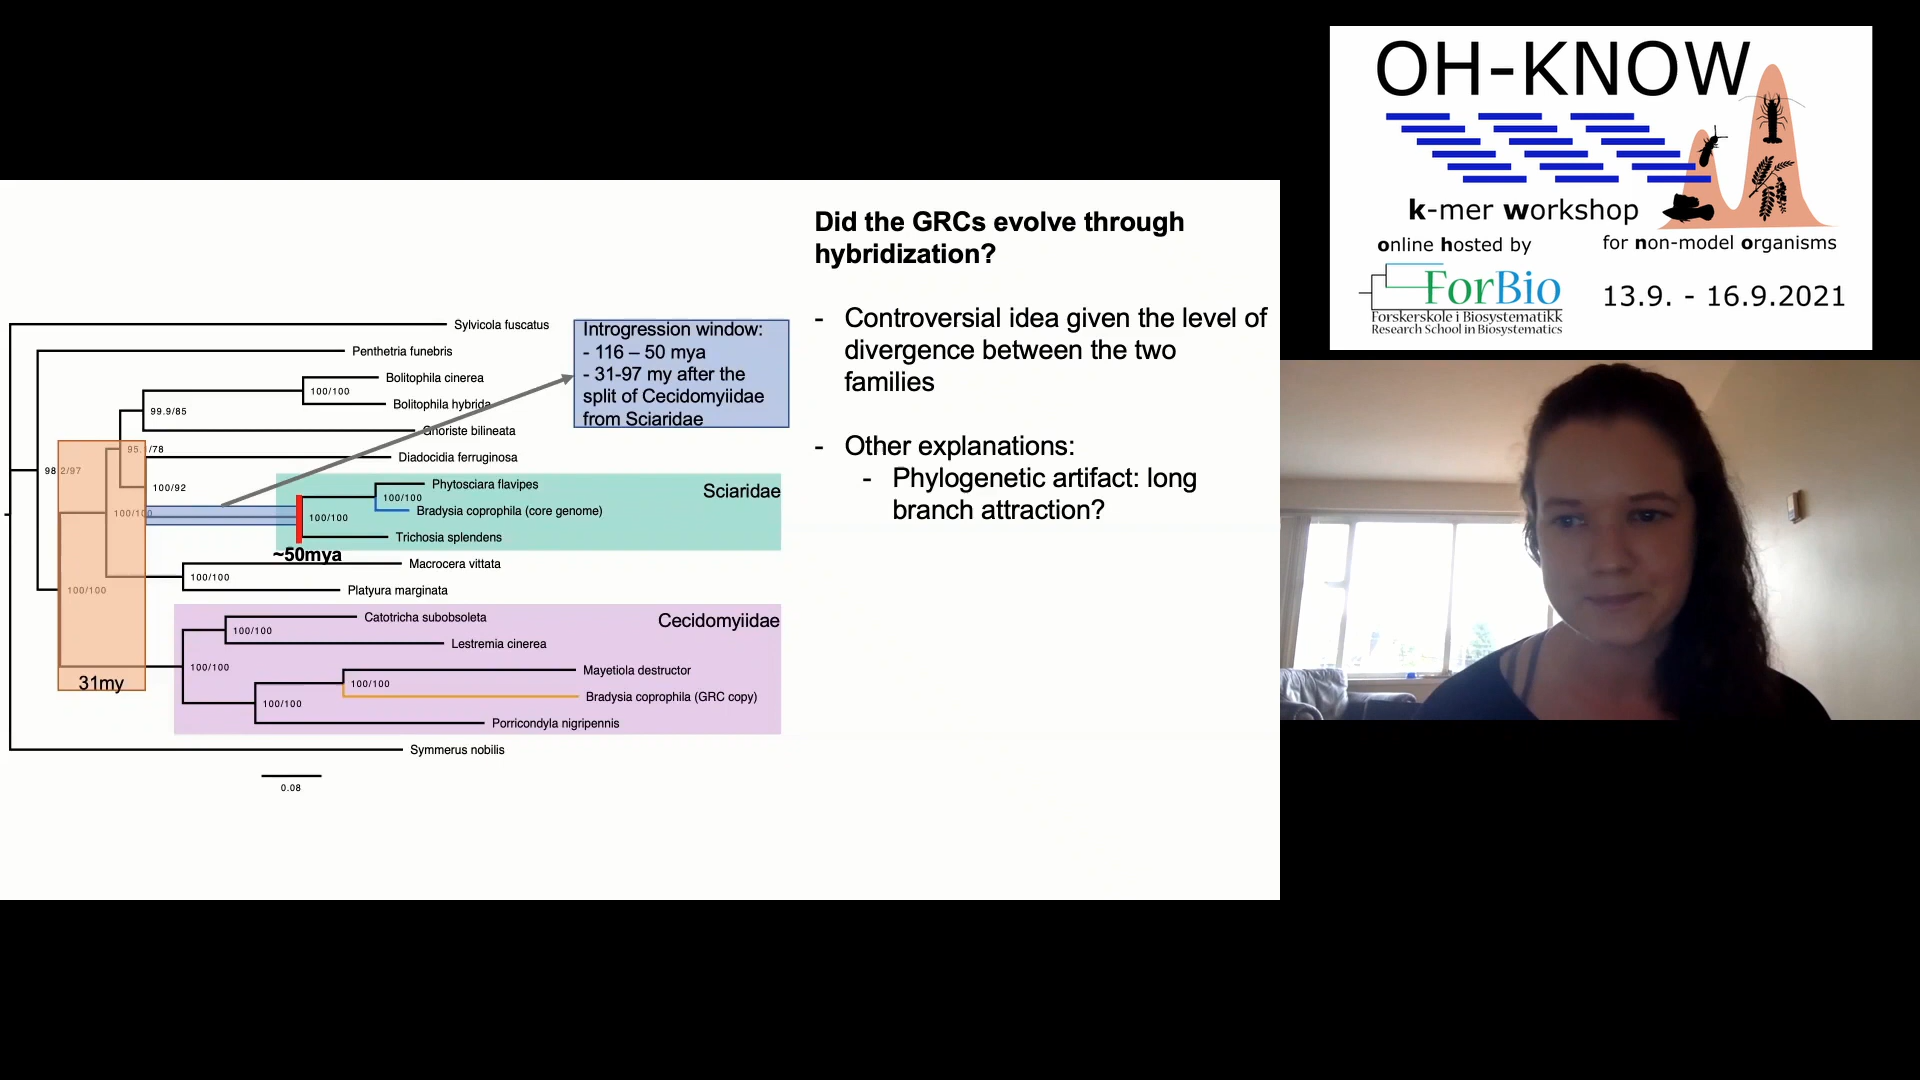 OH-KNOW
k-mer workshop
online hosted by
for non-model organisms
ForBio
Forskerskole i Biosystematikk
Research School in Biosystematics
13.9. - 16.9.2021
Did the GRCs evolve through
hybridization?
- Controversial idea given the level of
divergence between the two
families
- Other explanations:
- Phylogenetic artifact: long
branch attraction?
Introgression window:
- 116 – 50 mya
- 31-97 my after the
split of Cecidomyiidae
from Sciaridae
Sylvicola fuscatus
Penthetria funebris
Bolitophila cinerea
100/100
Bolitophila hybrida
99.9/85
Gnoriste bilineata
/78
Diadocidia ferruginosa
100/92
Phytosciara flavipes
Sciaridae
100/100
Bradysia coprophila (core genome)
100/100
100/100
Trichosia splendens
~50mya
Macrocera vittata
100/100
Platyura marginata
100/100
Catotricha subobsoleta
Cecidomyiidae
100/100
Lestremia cinerea
100/100
Mayetiola destructor
31my
100/100
Bradysia coprophila (GRC copy)
100/100
Porricondyla nigripennis
Symmerus nobilis
0.08